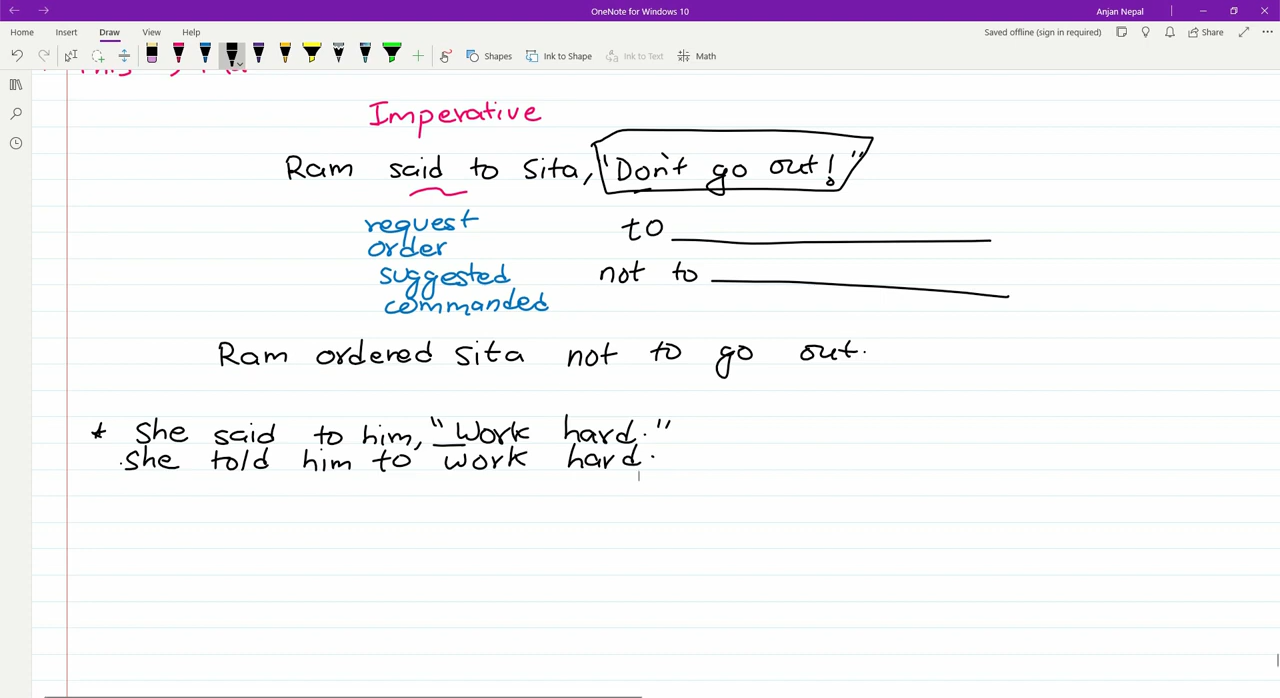 OneNote for Windows 10
Anjan Nepal
Home Insert Draw View Help
Saved offline (sign in required)
Share
Shapes
Ink to Shape
Ink to Text
Math
Imperative
Ram said to Sita, "Don't go out!"
request
to
order
suggested
not to
commanded
Ram ordered Sita not to go out.
* She said to him, "Work hard."
She told him to work hard.